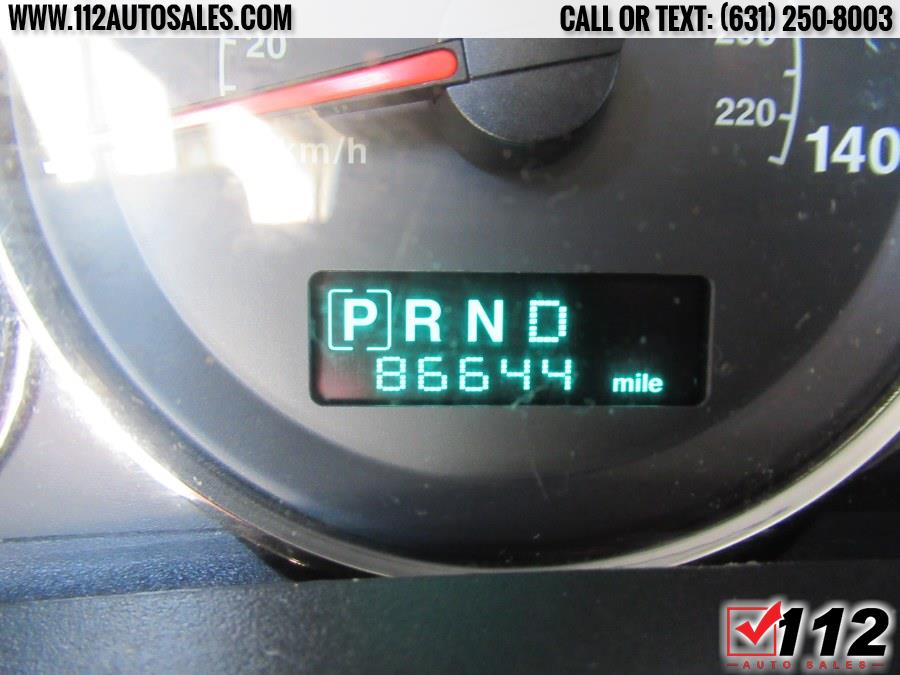 WWW.112AUTOSALES.COM
CALL OR TEXT: (631) 250-8003
20
220
140
km/h
P R N D
86644 mile
112
AUTO SALES